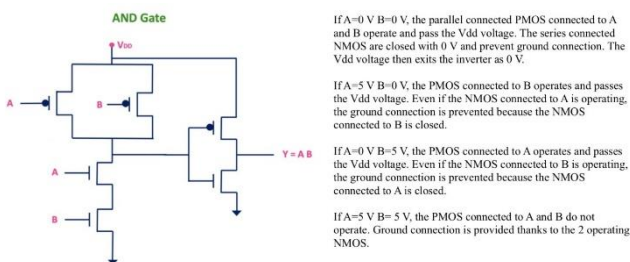 AND Gate
VDD
A
B
A
B
Y = A B
If A=0 V B=0 V, the parallel connected PMOS connected to A
and B operate and pass the Vdd voltage. The series connected
NMOS are closed with 0 V and prevent ground connection. The
Vdd voltage then exits the inverter as 0 V.
If A=5 V B=0 V, the PMOS connected to B operates and passes
the Vdd voltage. Even if the NMOS connected to A is operating,
the ground connection is prevented because the NMOS
connected to B is closed.
If A=0 V B=5 V, the PMOS connected to A operates and passes
the Vdd voltage. Even if the NMOS connected to B is operating,
the ground connection is prevented because the NMOS
connected to A is closed.
If A=5 V B= 5 V, the PMOS connected to A and B do not
operate. Ground connection is provided thanks to the 2 operating
NMOS.